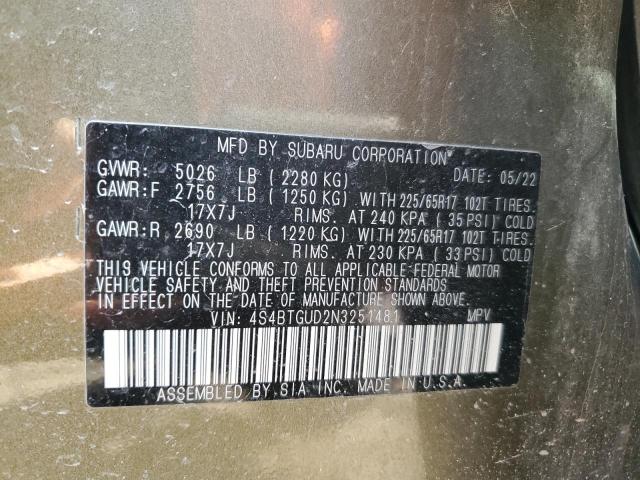 MFD BY SUBARU CORPORATION DATE: 05/22
GVWR: 5026 LB (2280 KG)
GAWR:F 2756 LB (1250 KG) WITH 225/65R17 102T TIRES.
17X7J RIMS. AT 240 KPA ( 35 PSI) COLD
GAWR:R 2690 LB (1220 KG) WITH 225/65R17 102T TIRES.
17X7J RIMS. AT 230 KPA ( 33 PSI) COLD
THIS VEHICLE CONFORMS TO ALL APPLICABLE FEDERAL MOTOR
VEHICLE SAFETY AND THEFT PREVENTION STANDARDS
IN EFFECT ON THE DATE OF MANUFACTURE SHOWN ABOVE.
VIN: 4S4BTGUD2N3251481 MPV
ASSEMBLED BY SIA INC. MADE IN U.S.A.